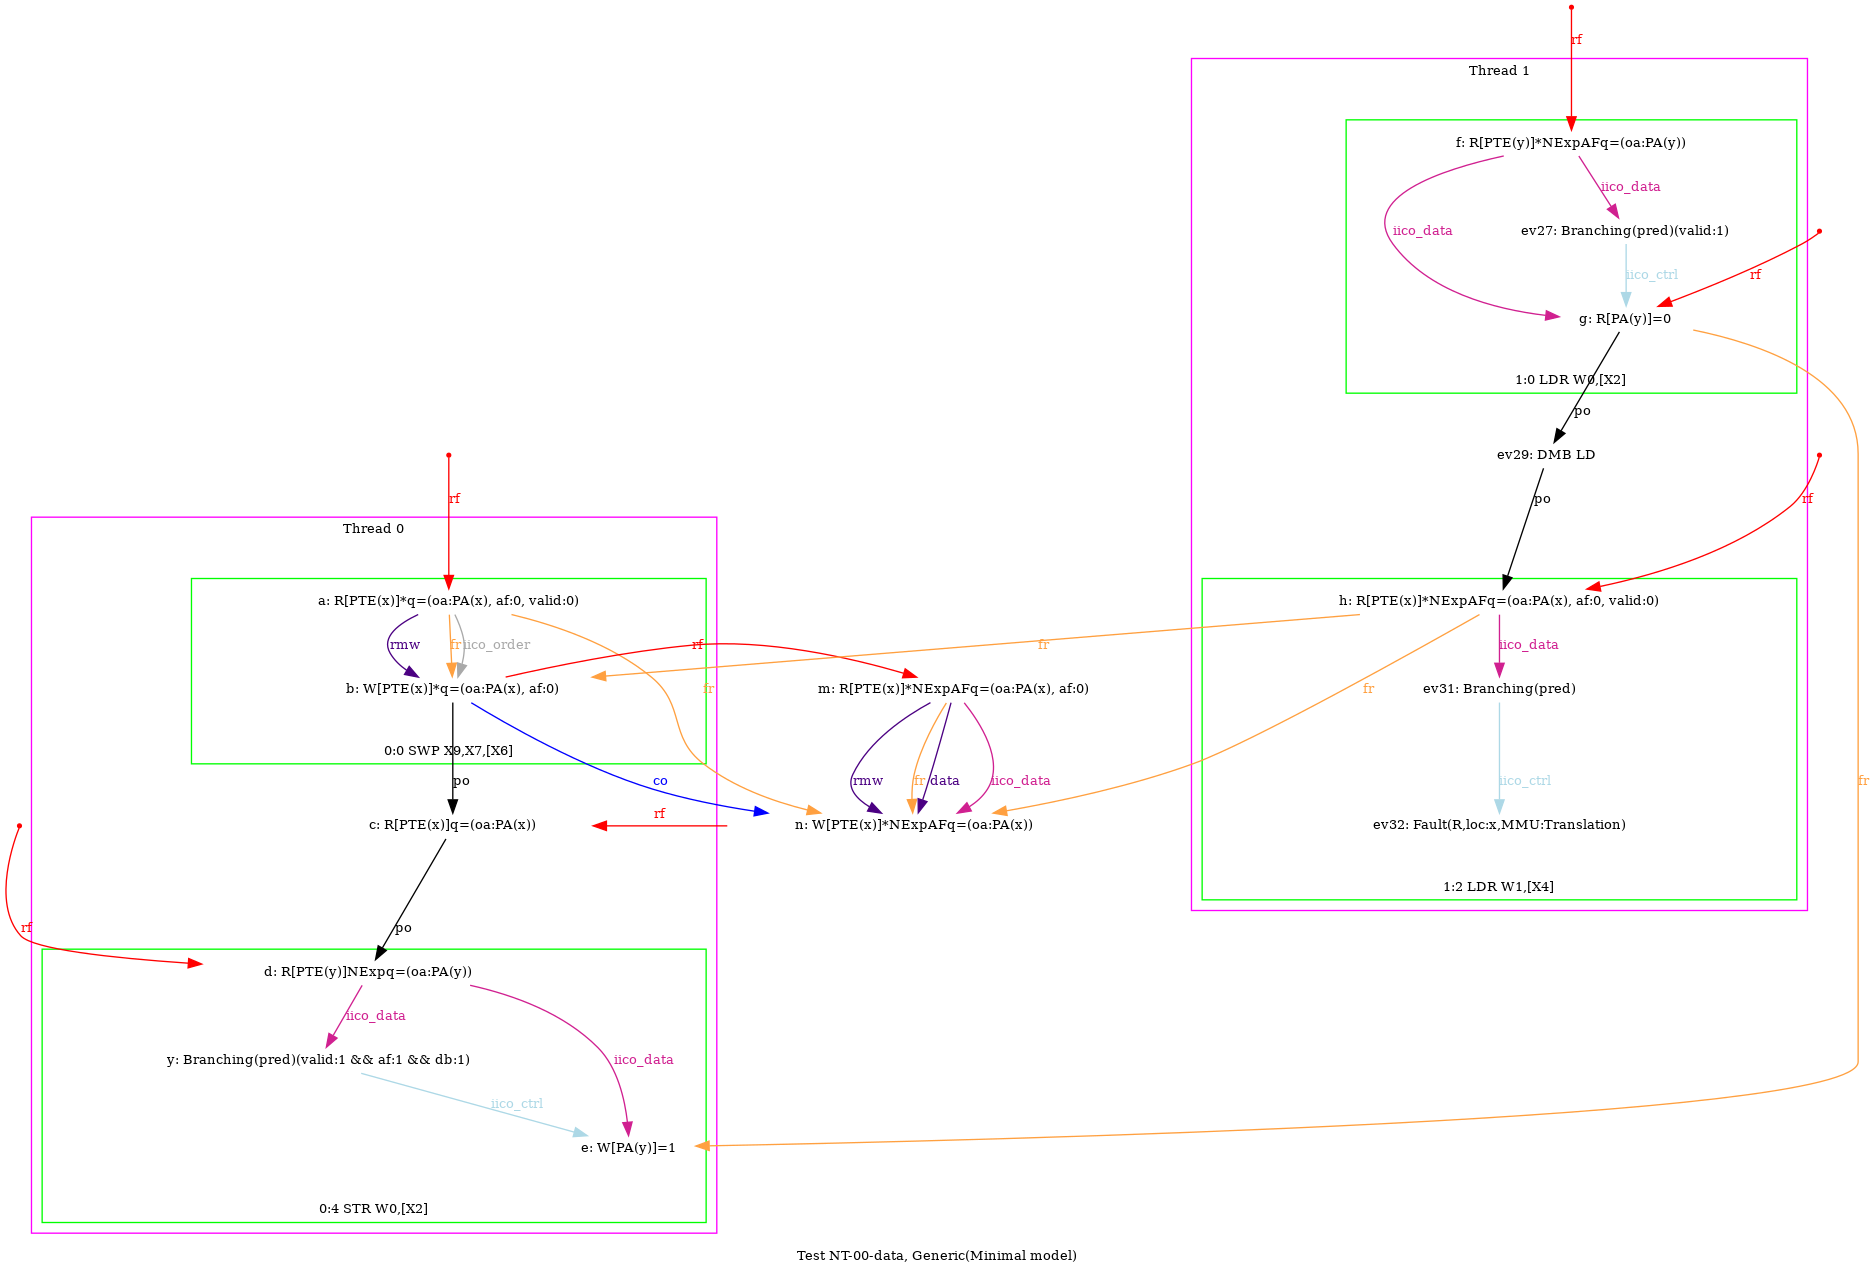 rf
Thread 1
f: R[PTE(y)]*NExpAFq=(oa:PA(y))
iico_data
iico_data
ev27: Branching(pred)(valid:1)
iico_ctrl
rf
g: R[PA(y)]=0
1:0 LDR W0,[X2]
po
ev29: DMB LD
rf
po
rf
Thread 0
a: R[PTE(x)]*q=(oa:PA(x), af:0, valid:0)
h: R[PTE(x)]*NExpAFq=(oa:PA(x), af:0, valid:0)
rmw
fr
iico_order
rf
fr
iico_data
b: W[PTE(x)]*q=(oa:PA(x), af:0)
fr
m: R[PTE(x)]*NExpAFq=(oa:PA(x), af:0)
fr
ev31: Branching(pred)
0:0 SWP X9,X7,[X6]
po
co
rmw
fr
data
iico_data
iico_ctrl
fr
c: R[PTE(x)]q=(oa:PA(x))
rf
n: W[PTE(x)]*NExpAFq=(oa:PA(x))
ev32: Fault(R,loc:x,MMU:Translation)
1:2 LDR W1,[X4]
rf
po
d: R[PTE(y)]NExpq=(oa:PA(y))
iico_data
y: Branching(pred)(valid:1 && af:1 && db:1)
iico_data
iico_ctrl
e: W[PA(y)]=1
0:4 STR W0,[X2]
Test NT-00-data, Generic(Minimal model)